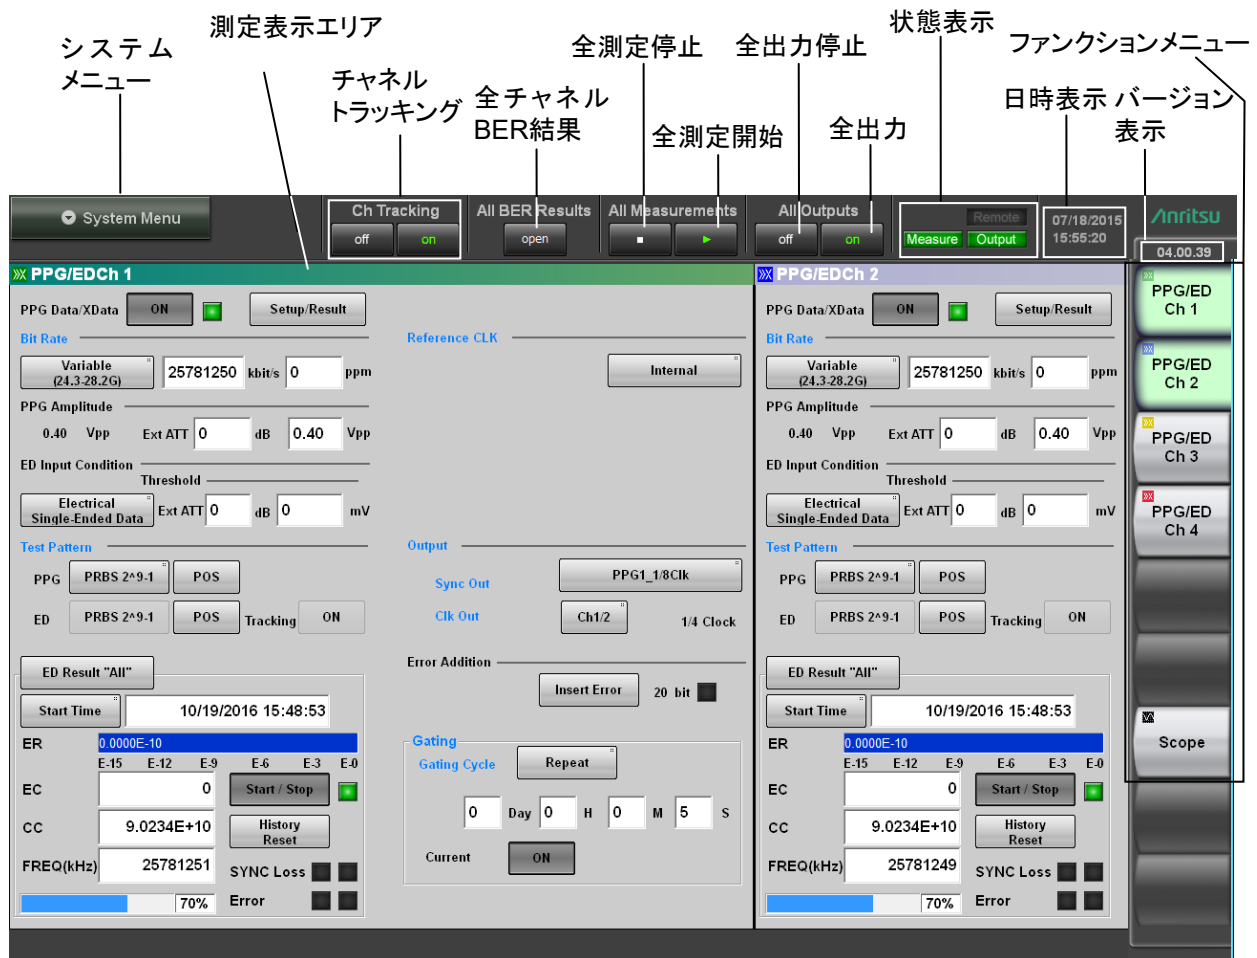 システム
メニュー
測定表示エリア
チャネル
トラッキング
全チャネル
BER結果
全測定停止
全測定開始
全出力停止
全出力
状態表示
ファンクションメニュー
日時表示
バージョン
表示
System Menu
Ch Tracking
off on
All BER Results
open
All Measurements
All Outputs
off on
Remote
Measure Output
07/18/2015
15:55:20
Anritsu
04.00.39
PPG/EDCh 1
PPG Data/XData ON Setup/Result
Bit Rate
Variable
(24.3-28.2G)
25781250 kbit/s 0 ppm
PPG Amplitude
0.40 Vpp Ext ATT 0 dB 0.40 Vpp
ED Input Condition
Threshold
Electrical
Single-Ended Data
Ext ATT 0 dB 0 mV
Test Pattern
PPG PRBS 2^9-1 POS
ED PRBS 2^9-1 POS Tracking ON
ED Result "All"
Start Time 10/19/2016 15:48:53
ER 0.0000E-10
E-15 E-12 E-9 E-6 E-3 E-0
EC 0 Start / Stop
CC 9.0234E+10 History
Reset
FREQ(kHz) 25781251 SYNC Loss
70% Error
Reference CLK
Internal
Output
Sync Out PPG1_1/8Clk
Clk Out Ch1/2 1/4 Clock
Error Addition
Insert Error 20 bit
Gating
Gating Cycle Repeat
0 Day 0 H 0 M 5 S
Current ON
PPG/EDCh 2
PPG Data/XData ON Setup/Result
Bit Rate
Variable
(24.3-28.2G)
25781250 kbit/s 0 ppm
PPG Amplitude
0.40 Vpp Ext ATT 0 dB 0.40 Vpp
ED Input Condition
Threshold
Electrical
Single-Ended Data
Ext ATT 0 dB 0 mV
Test Pattern
PPG PRBS 2^9-1 POS
ED PRBS 2^9-1 POS Tracking ON
ED Result "All"
Start Time 10/19/2016 15:48:53
ER 0.0000E-10
E-15 E-12 E-9 E-6 E-3 E-0
EC 0 Start / Stop
CC 9.0234E+10 History
Reset
FREQ(kHz) 25781249 SYNC Loss
70% Error
PPG/ED
Ch 1
PPG/ED
Ch 2
PPG/ED
Ch 3
PPG/ED
Ch 4
Scope